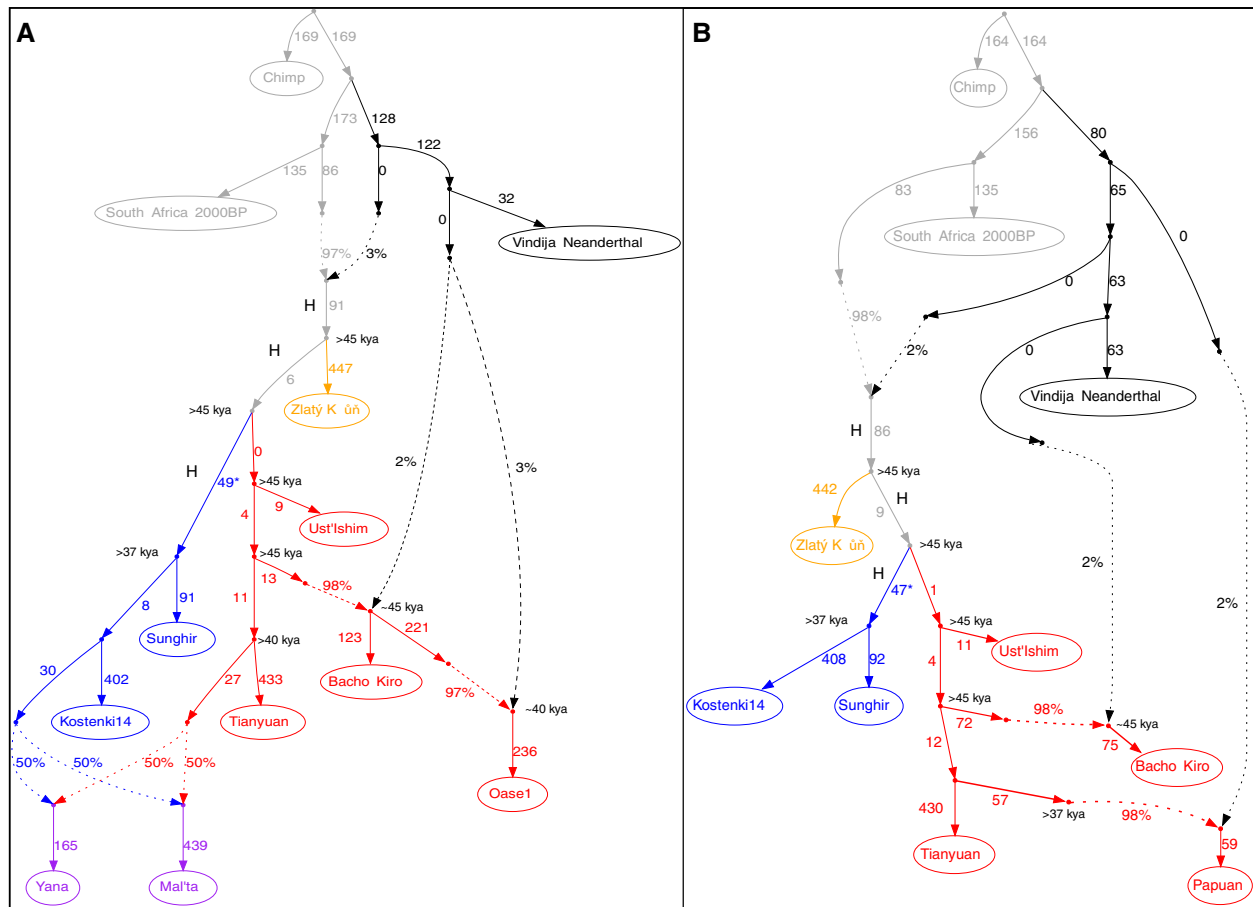 A
169 169
Chimp
173
128
122
135
86
0
32
South Africa 2000BP
0
Vindija Neanderthal
97%
3%
H
91
>45 kya
H
6
447
Zlatý K ůň
>45 kya
2%
3%
H
49*
0
>45 kya
9
Ust'Ishim
4
>37 kya
>45 kya
13
98%
~45 kya
8
91
11
Sunghir
>40 kya
123
221
30
402
27
433
Bacho Kiro
97%
Kostenki14
Tianyuan
~40 kya
50%
50%
50%
50%
236
Oase1
165
439
Yana
Mal'ta
B
164 164
Chimp
156
80
83
135
65
0
South Africa 2000BP
0
63
98%
2%
0
63
Vindija Neanderthal
H
86
>45 kya
442
H
9
Zlatý K ůň
>45 kya
2%
2%
H
47*
1
>37 kya
>45 kya
11
Ust'Ishim
408
92
4
Kostenki14
Sunghir
>45 kya
72
98%
~45 kya
75
12
Bacho Kiro
430
57
>37 kya
98%
59
Tianyuan
Papuan